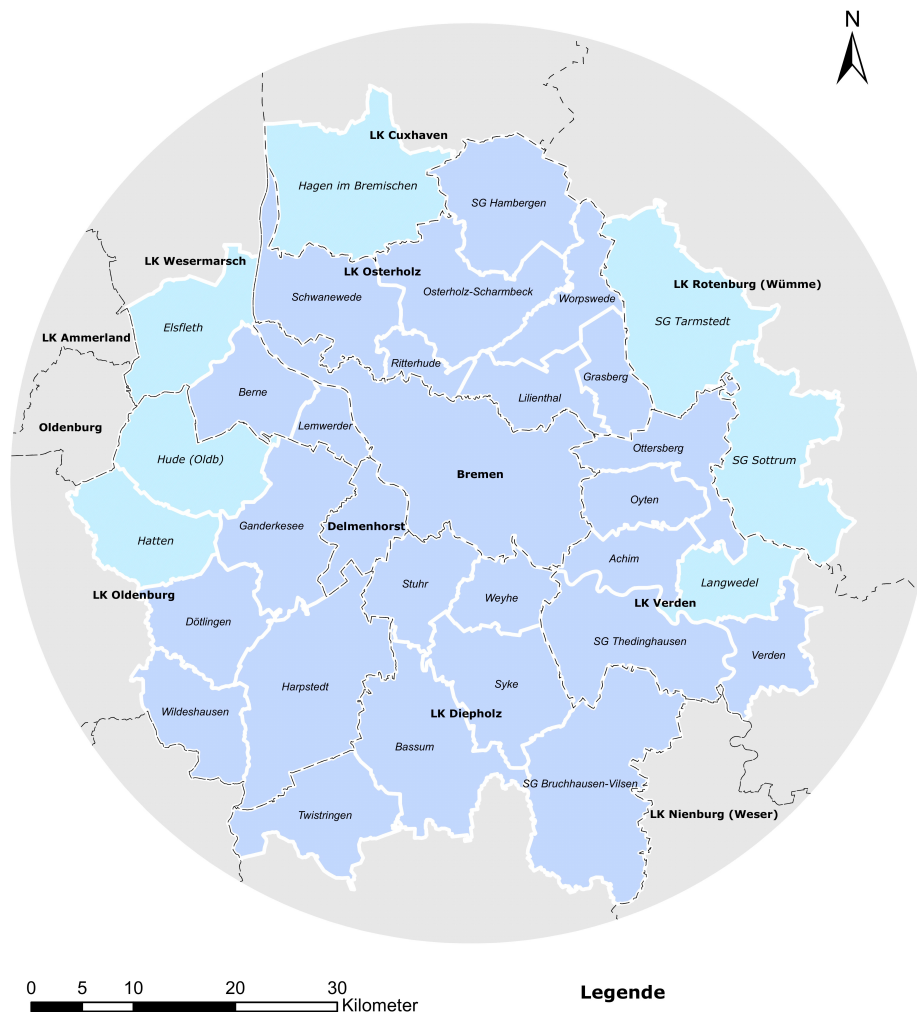 N
LK Cuxhaven
Hagen im Bremischen
SG Hambergen
LK Wesermarsch
LK Osterholz
LK Rotenburg (Wümme)
Schwanewede
Osterholz-Scharmbeck
Worpswede
SG Tarmstedt
Elsfleth
LK Ammerland
Ritterhude
Grasberg
Berne
Lilienthal
Oldenburg
Lemwerder
Ottersberg
Hude (Oldb)
Bremen
SG Sottrum
Oyten
Ganderkesee
Delmenhorst
Hatten
Achim
Stuhr
Langwedel
LK Oldenburg
Weyhe
LK Verden
Dötlingen
SG Thedinghausen
Verden
Harpstedt
Syke
Wildeshausen
LK Diepholz
Bassum
SG Bruchhausen-Vilsen
Twistringen
LK Nienburg (Weser)
0 5 10 20 30
Kilometer
Legende